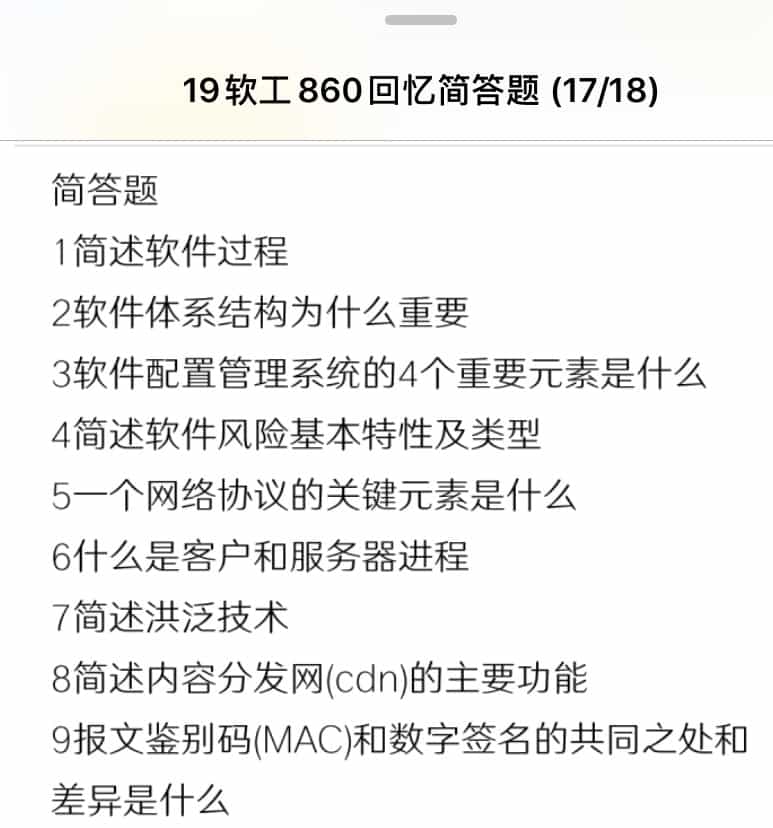 19软工860回忆简答题 (17/18)
简答题
1简述软件过程
2软件体系结构为什么重要
3软件配置管理系统的4个重要元素是什么
4简述软件风险基本特性及类型
5一个网络协议的关键元素是什么
6什么是客户和服务器进程
7简述洪泛技术
8简述内容分发网(cdn)的主要功能
9报文鉴别码(MAC)和数字签名的共同之处和
差异是什么